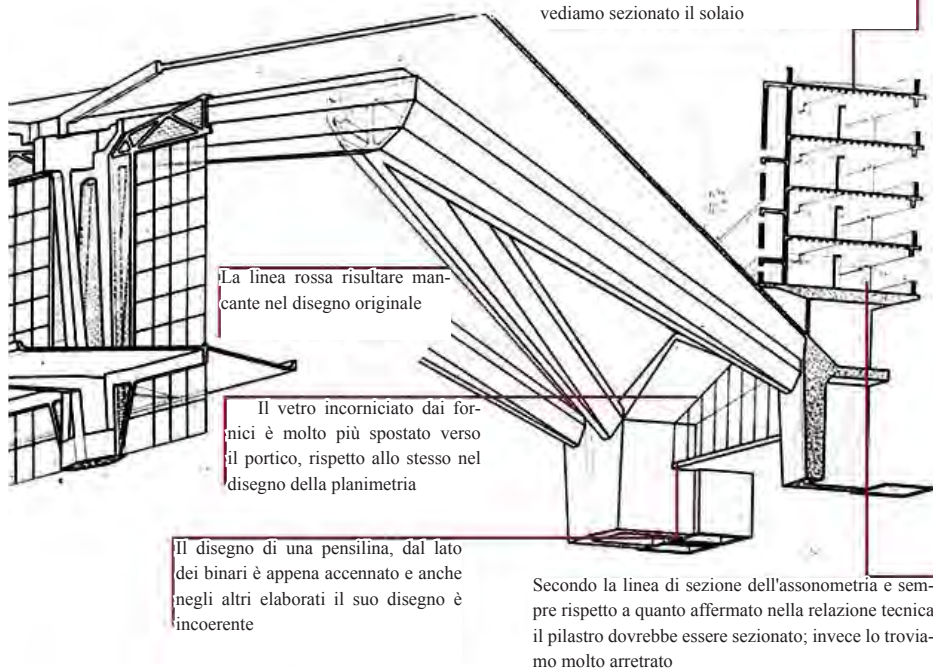 vediamo sezionato il solaio
La linea rossa risultare man-
cante nel disegno originale
Il vetro incorniciato dai for-
nici è molto più spostato verso
il portico, rispetto allo stesso nel
disegno della planimetria
Il disegno di una pensilina, dal lato
dei binari è appena accennato e anche
negli altri elaborati il suo disegno è
incoerente
Secondo la linea di sezione dell'assonometria e sem-
pre rispetto a quanto affermato nella relazione tecnica
il pilastro dovrebbe essere sezionato; invece lo trovia-
mo molto arretrato